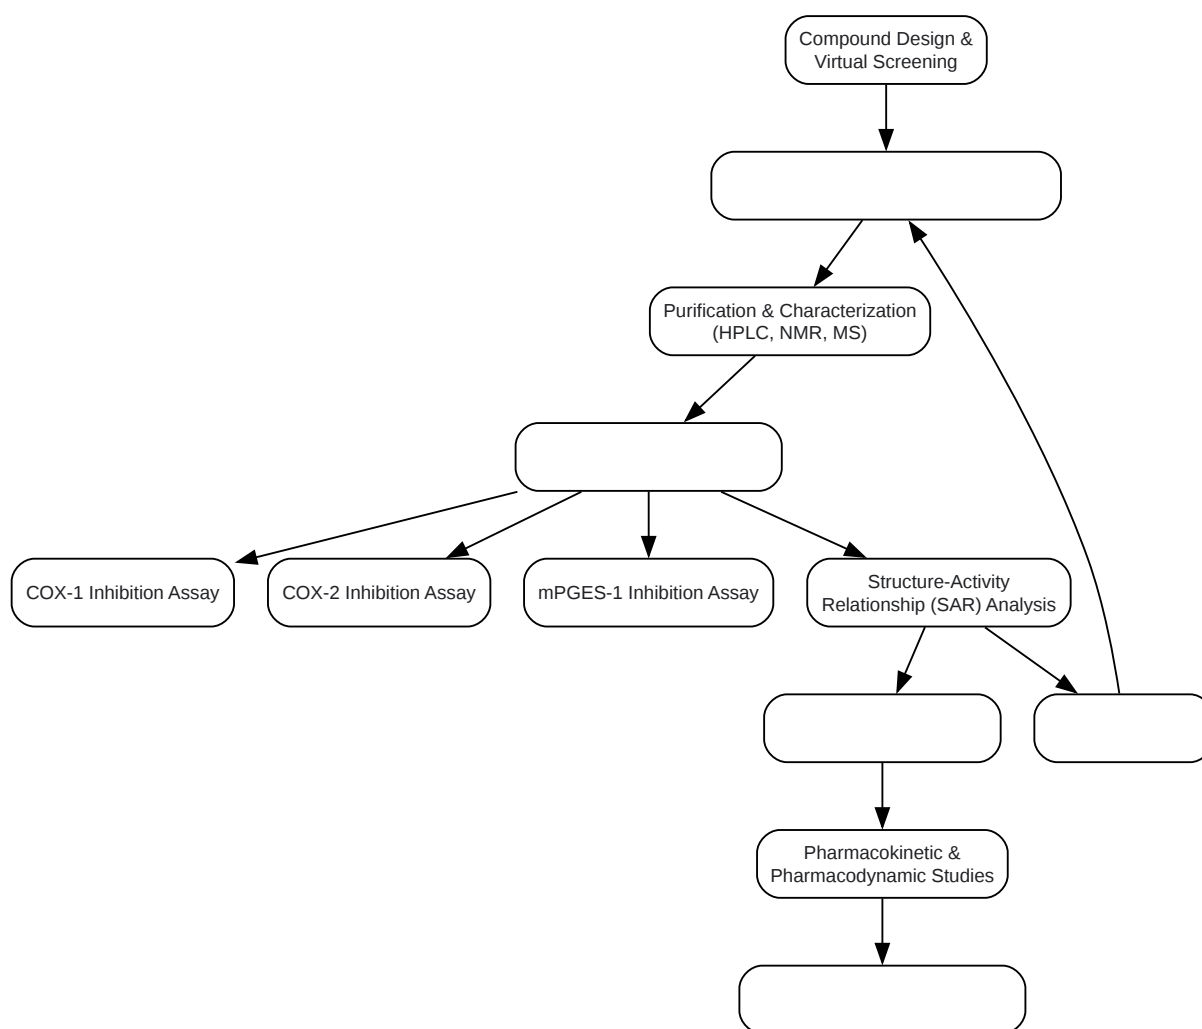 Compound Design &
Virtual Screening
Purification & Characterization
(HPLC, NMR, MS)
COX-1 Inhibition Assay
COX-2 Inhibition Assay
mPGES-1 Inhibition Assay
Structure-Activity
Relationship (SAR) Analysis
Pharmacokinetic &
Pharmacodynamic Studies